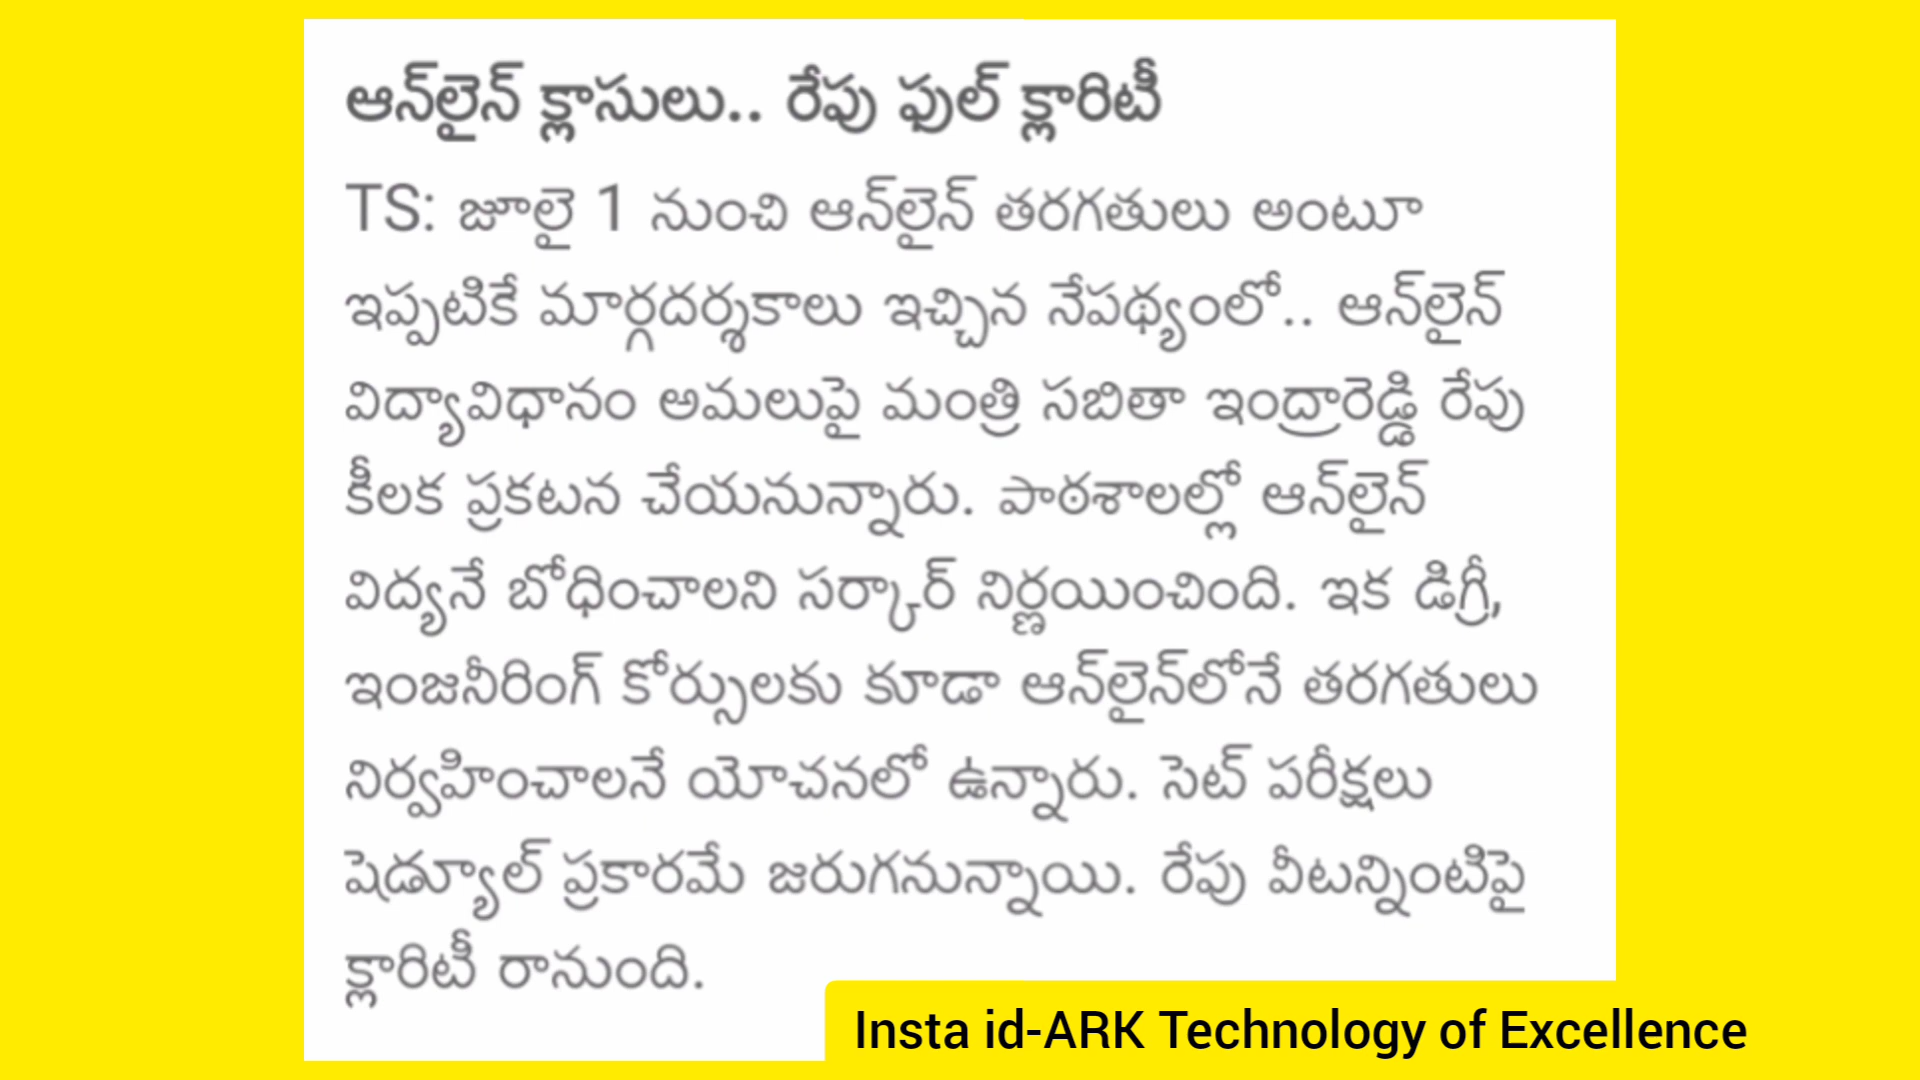 ఆన్‌లైన్ క్లాసులు.. రేపు ఫుల్ క్లారిటీ
TS: జూలై 1 నుంచి ఆన్‌లైన్ తరగతులు అంటూ
ఇప్పటికే మార్గదర్శకాలు ఇచ్చిన నేపథ్యంలో.. ఆన్‌లైన్
విద్యావిధానం అమలుపై మంత్రి సబితా ఇంద్రారెడ్డి రేపు
కీలక ప్రకటన చేయనున్నారు. పాఠశాలల్లో ఆన్‌లైన్
విద్యనే బోధించాలని సర్కార్ నిర్ణయించింది. ఇక డిగ్రీ,
ఇంజనీరింగ్ కోర్సులకు కూడా ఆన్‌లైన్‌లోనే తరగతులు
నిర్వహించాలనే యోచనలో ఉన్నారు. సెట్ పరీక్షలు
షెడ్యూల్ ప్రకారమే జరుగనున్నాయి. రేపు వీటన్నింటిపై
క్లారిటీ రానుంది.
Insta id-ARK Technology of Excellence